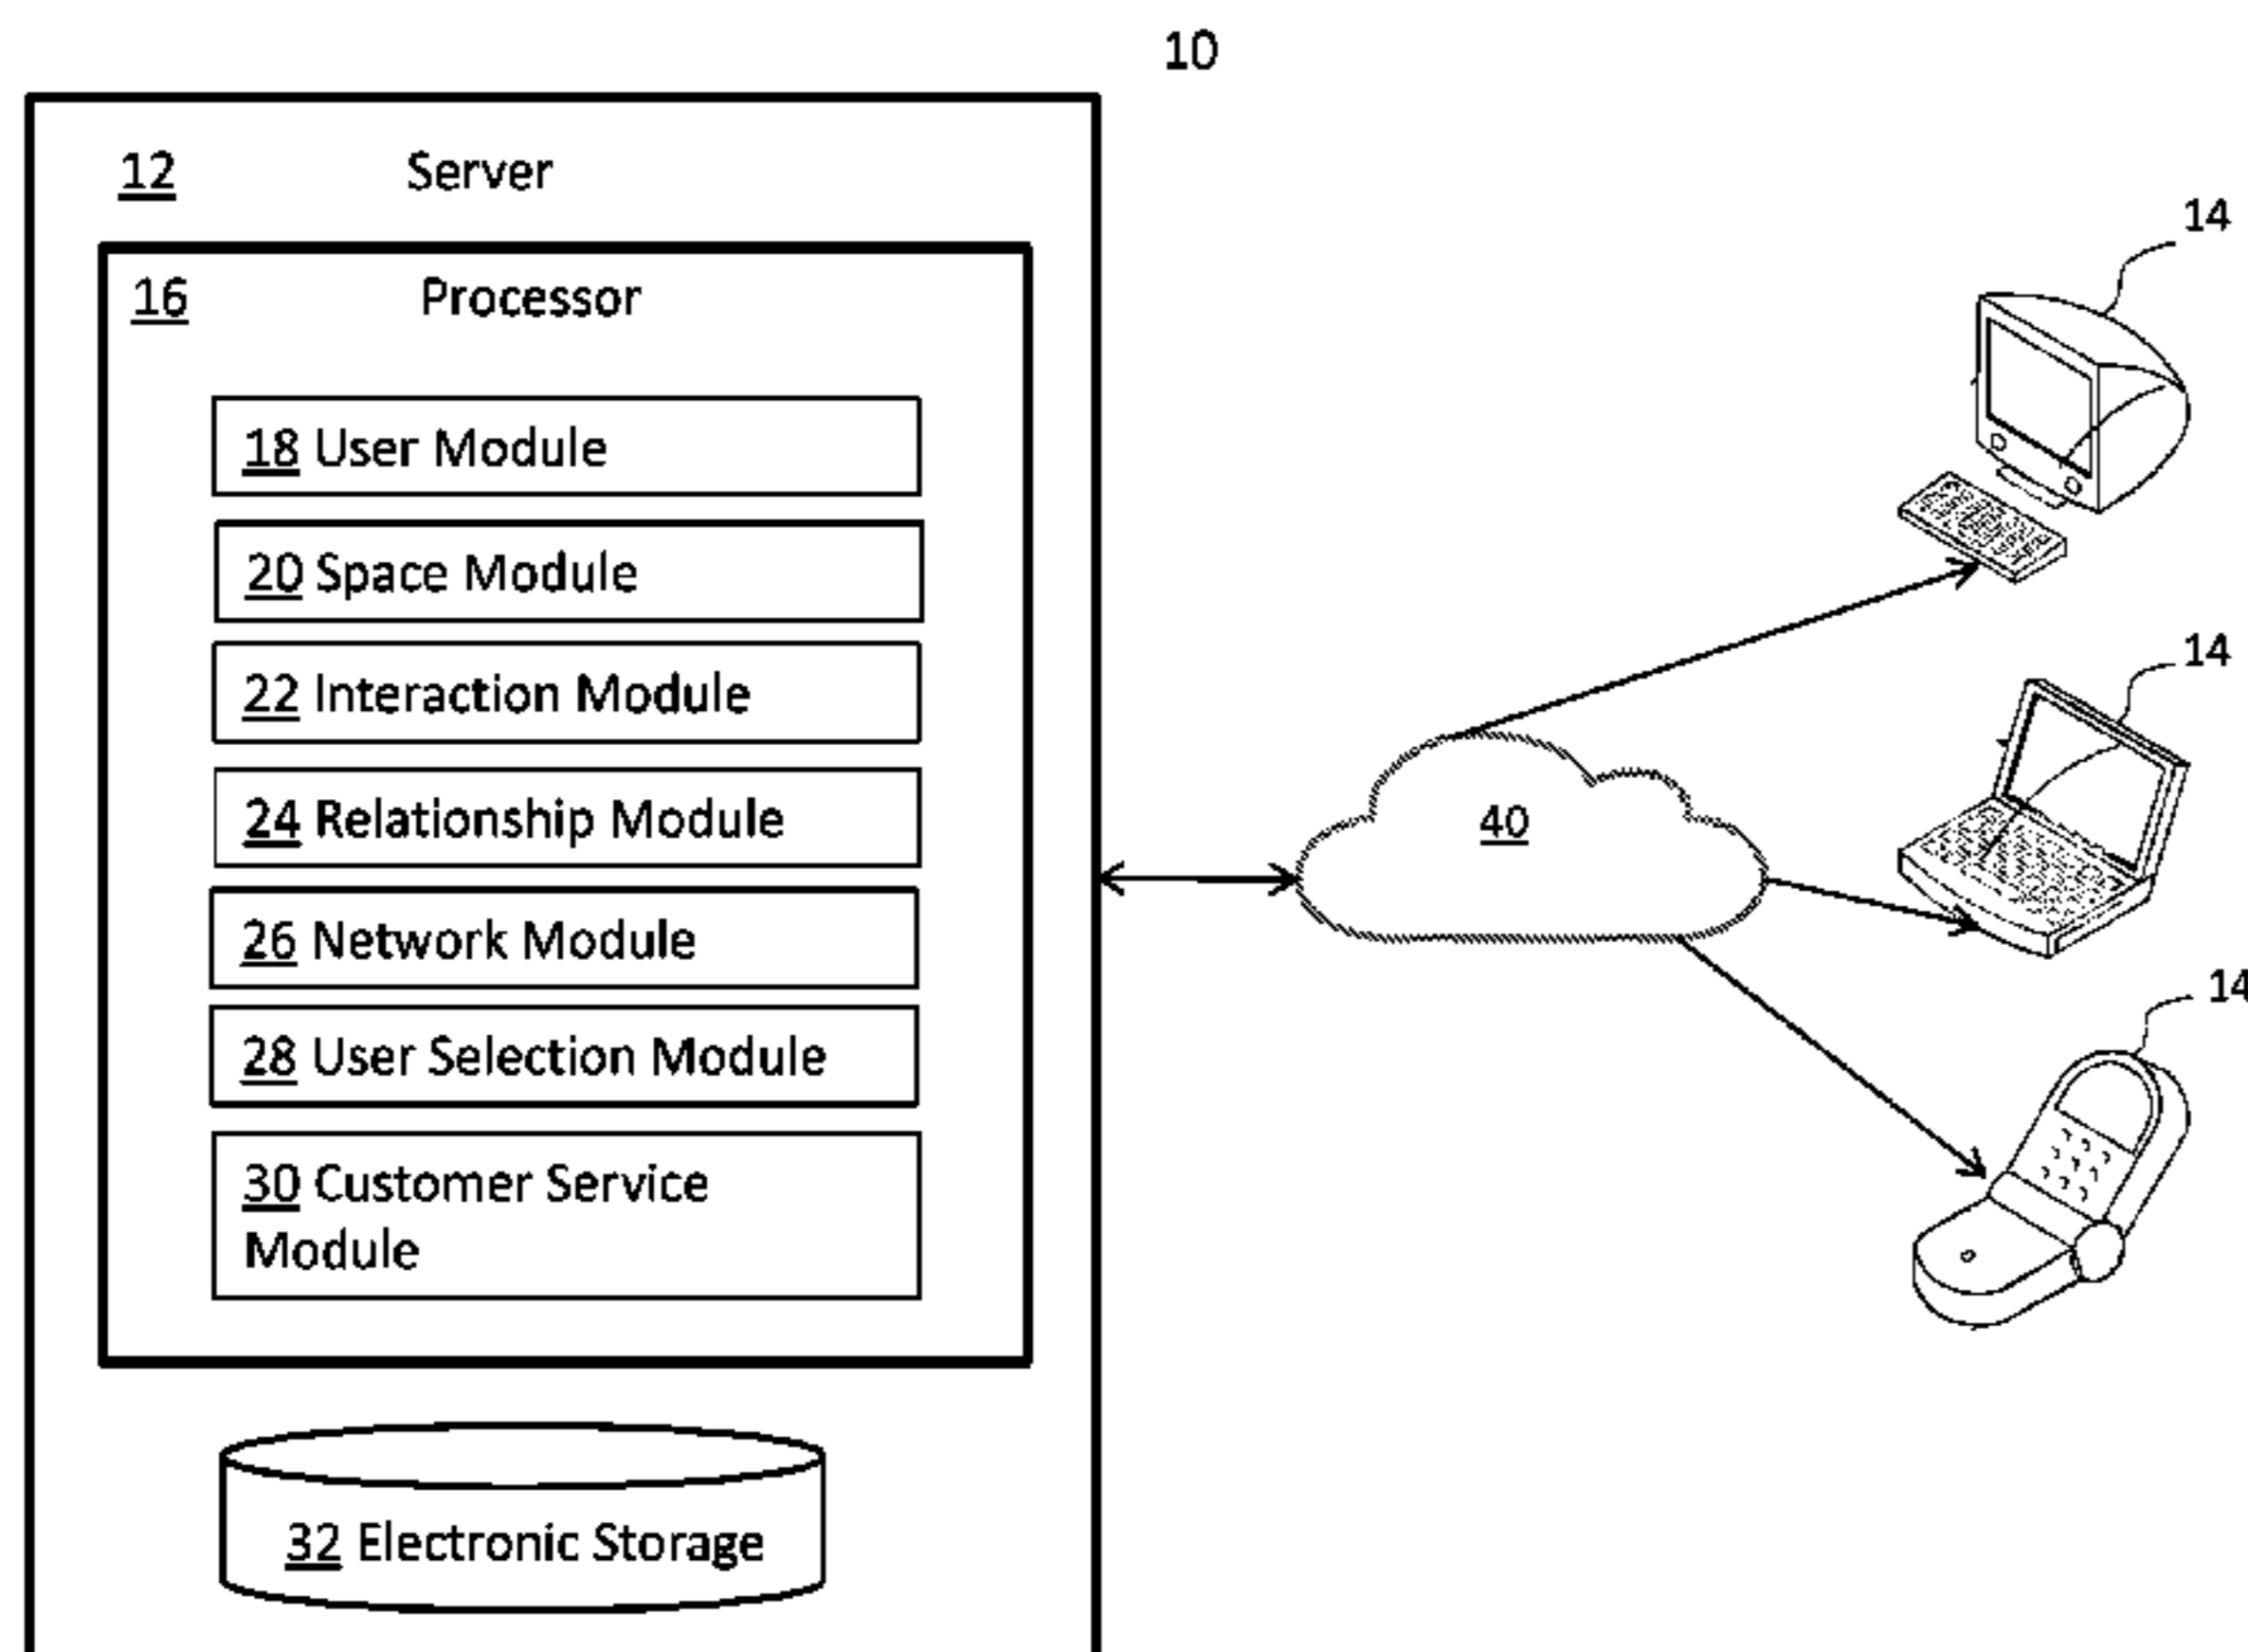 10
12 Server
16 Processor
18 User Module
20 Space Module
22 Interaction Module
24 Relationship Module
26 Network Module
28 User Selection Module
30 Customer Service
Module
32 Electronic Storage
40
14
14
14